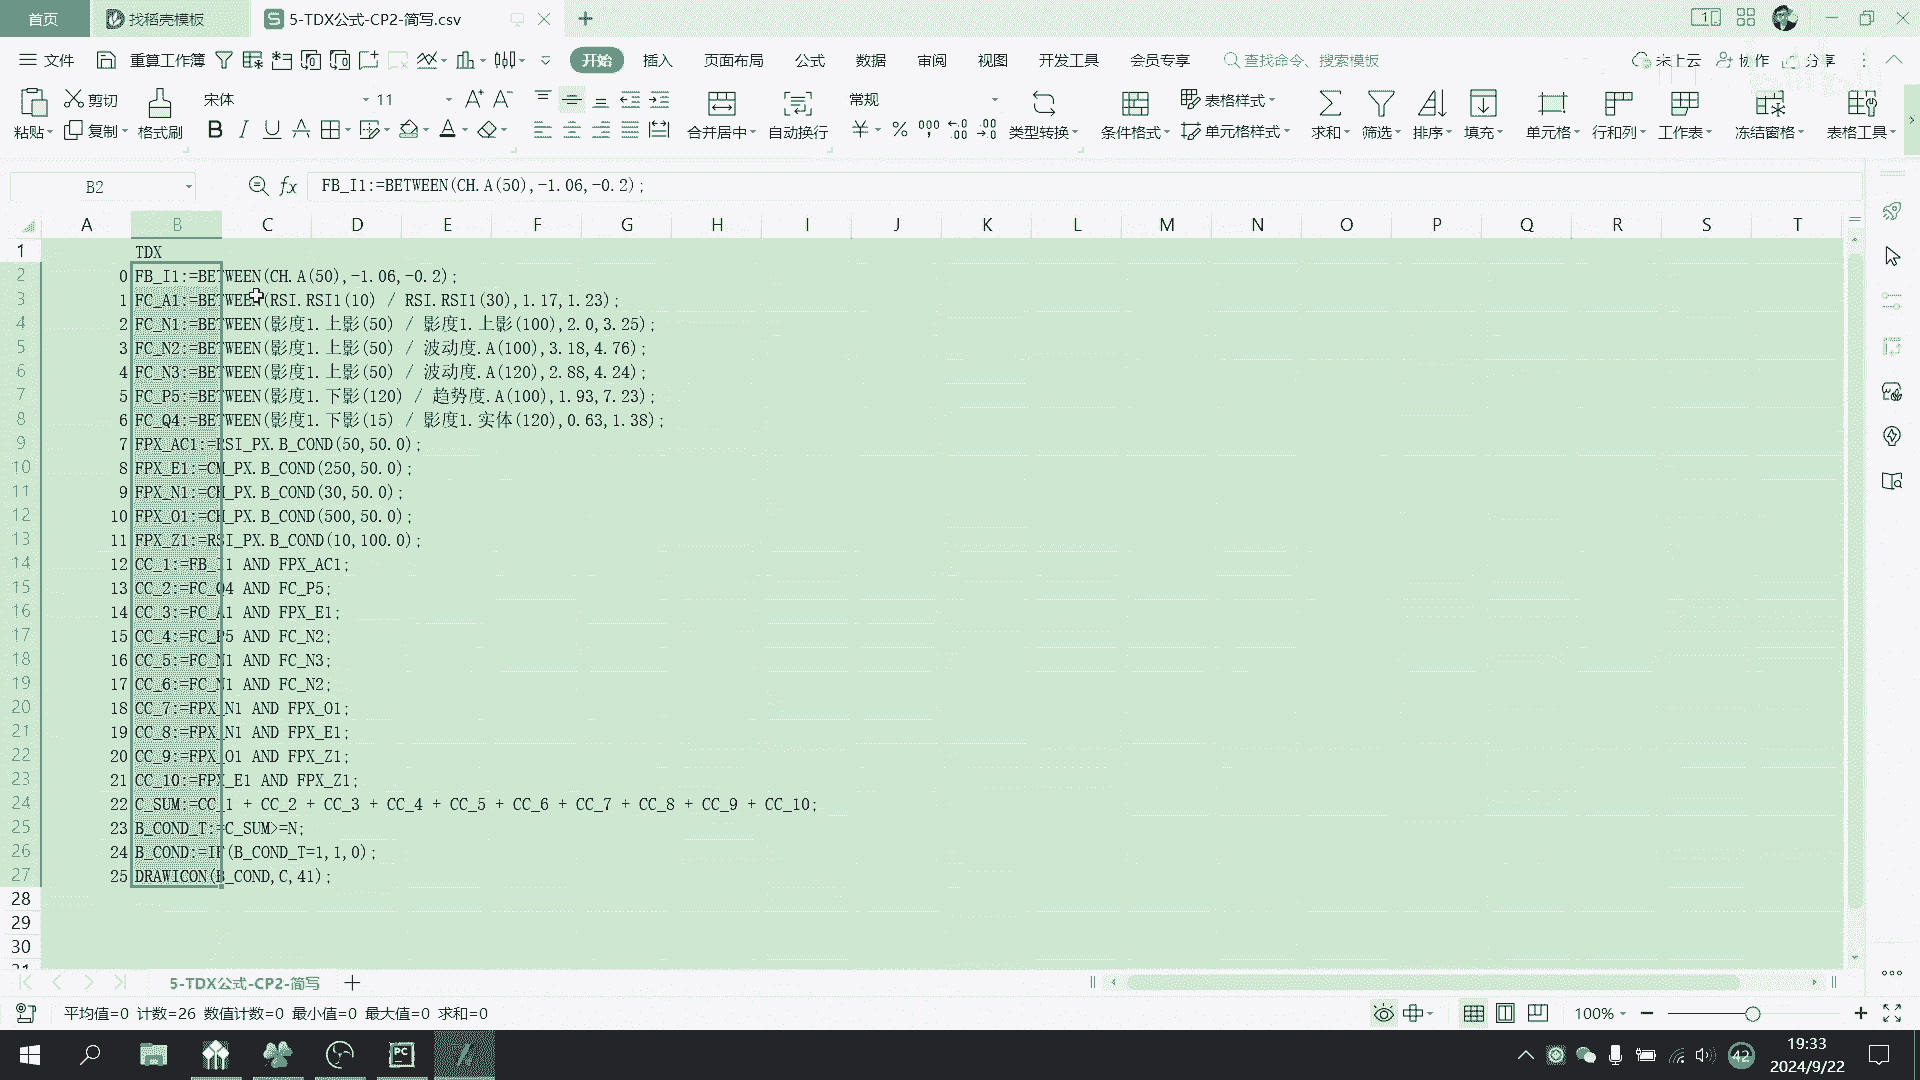 首页 找稻壳模板 5-TDX公式-CP2-简写.csv
文件 重算工作簿 开始 插入 页面布局 公式 数据 审阅 视图 开发工具 会员专享 查找命令、搜索模板 未上云 协作 分享
剪切 宋体 11 常规 表格样式
粘贴 复制 格式刷 合并居中 自动换行 类型转换 条件格式 单元格样式 求和 筛选 排序 填充 单元格 行和列 工作表 冻结窗格 表格工具
B2 fx FB_I1:=BETWEEN(CH.A(50),-1.06,-0.2);
A B C D E F G H I J K L M N O P Q R S T
1 TDX
2 0 FB_I1:=BETWEEN(CH.A(50),-1.06,-0.2);
3 1 FC_A1:=BETWEEN(RSI.RSI1(10) / RSI.RSI1(30),1.17,1.23);
4 2 FC_N1:=BETWEEN(影度1.上影(50) / 影度1.上影(100),2.0,3.25);
5 3 FC_N2:=BETWEEN(影度1.上影(50) / 波动度.A(100),3.18,4.76);
6 4 FC_N3:=BETWEEN(影度1.上影(50) / 波动度.A(120),2.88,4.24);
7 5 FC_P5:=BETWEEN(影度1.下影(120) / 趋势度.A(100),1.93,7.23);
8 6 FC_Q4:=BETWEEN(影度1.下影(15) / 影度1.实体(120),0.63,1.38);
9 7 FPX_AC1:=RSI_PX.B_COND(50,50.0);
10 8 FPX_E1:=CM_PX.B_COND(250,50.0);
11 9 FPX_N1:=CH_PX.B_COND(30,50.0);
12 10 FPX_O1:=CH_PX.B_COND(500,50.0);
13 11 FPX_Z1:=RSI_PX.B_COND(10,100.0);
14 12 CC_1:=FB_I1 AND FPX_AC1;
15 13 CC_2:=FC_Q4 AND FC_P5;
16 14 CC_3:=FC_A1 AND FPX_E1;
17 15 CC_4:=FC_P5 AND FC_N2;
18 16 CC_5:=FC_N1 AND FC_N3;
19 17 CC_6:=FC_N1 AND FC_N2;
20 18 CC_7:=FPX_N1 AND FPX_O1;
21 19 CC_8:=FPX_N1 AND FPX_E1;
22 20 CC_9:=FPX_O1 AND FPX_Z1;
23 21 CC_10:=FPX_E1 AND FPX_Z1;
24 22 C_SUM:=CC_1 + CC_2 + CC_3 + CC_4 + CC_5 + CC_6 + CC_7 + CC_8 + CC_9 + CC_10;
25 23 B_COND_T:=C_SUM>=N;
26 24 B_COND:=IF(B_COND_T=1,1,0);
27 25 DRAWICON(B_COND,C,41);
28
29
30
5-TDX公式-CP2-简写
平均值=0 计数=26 数值计数=0 最小值=0 最大值=0 求和=0 100%
42 19:33
2024/9/22